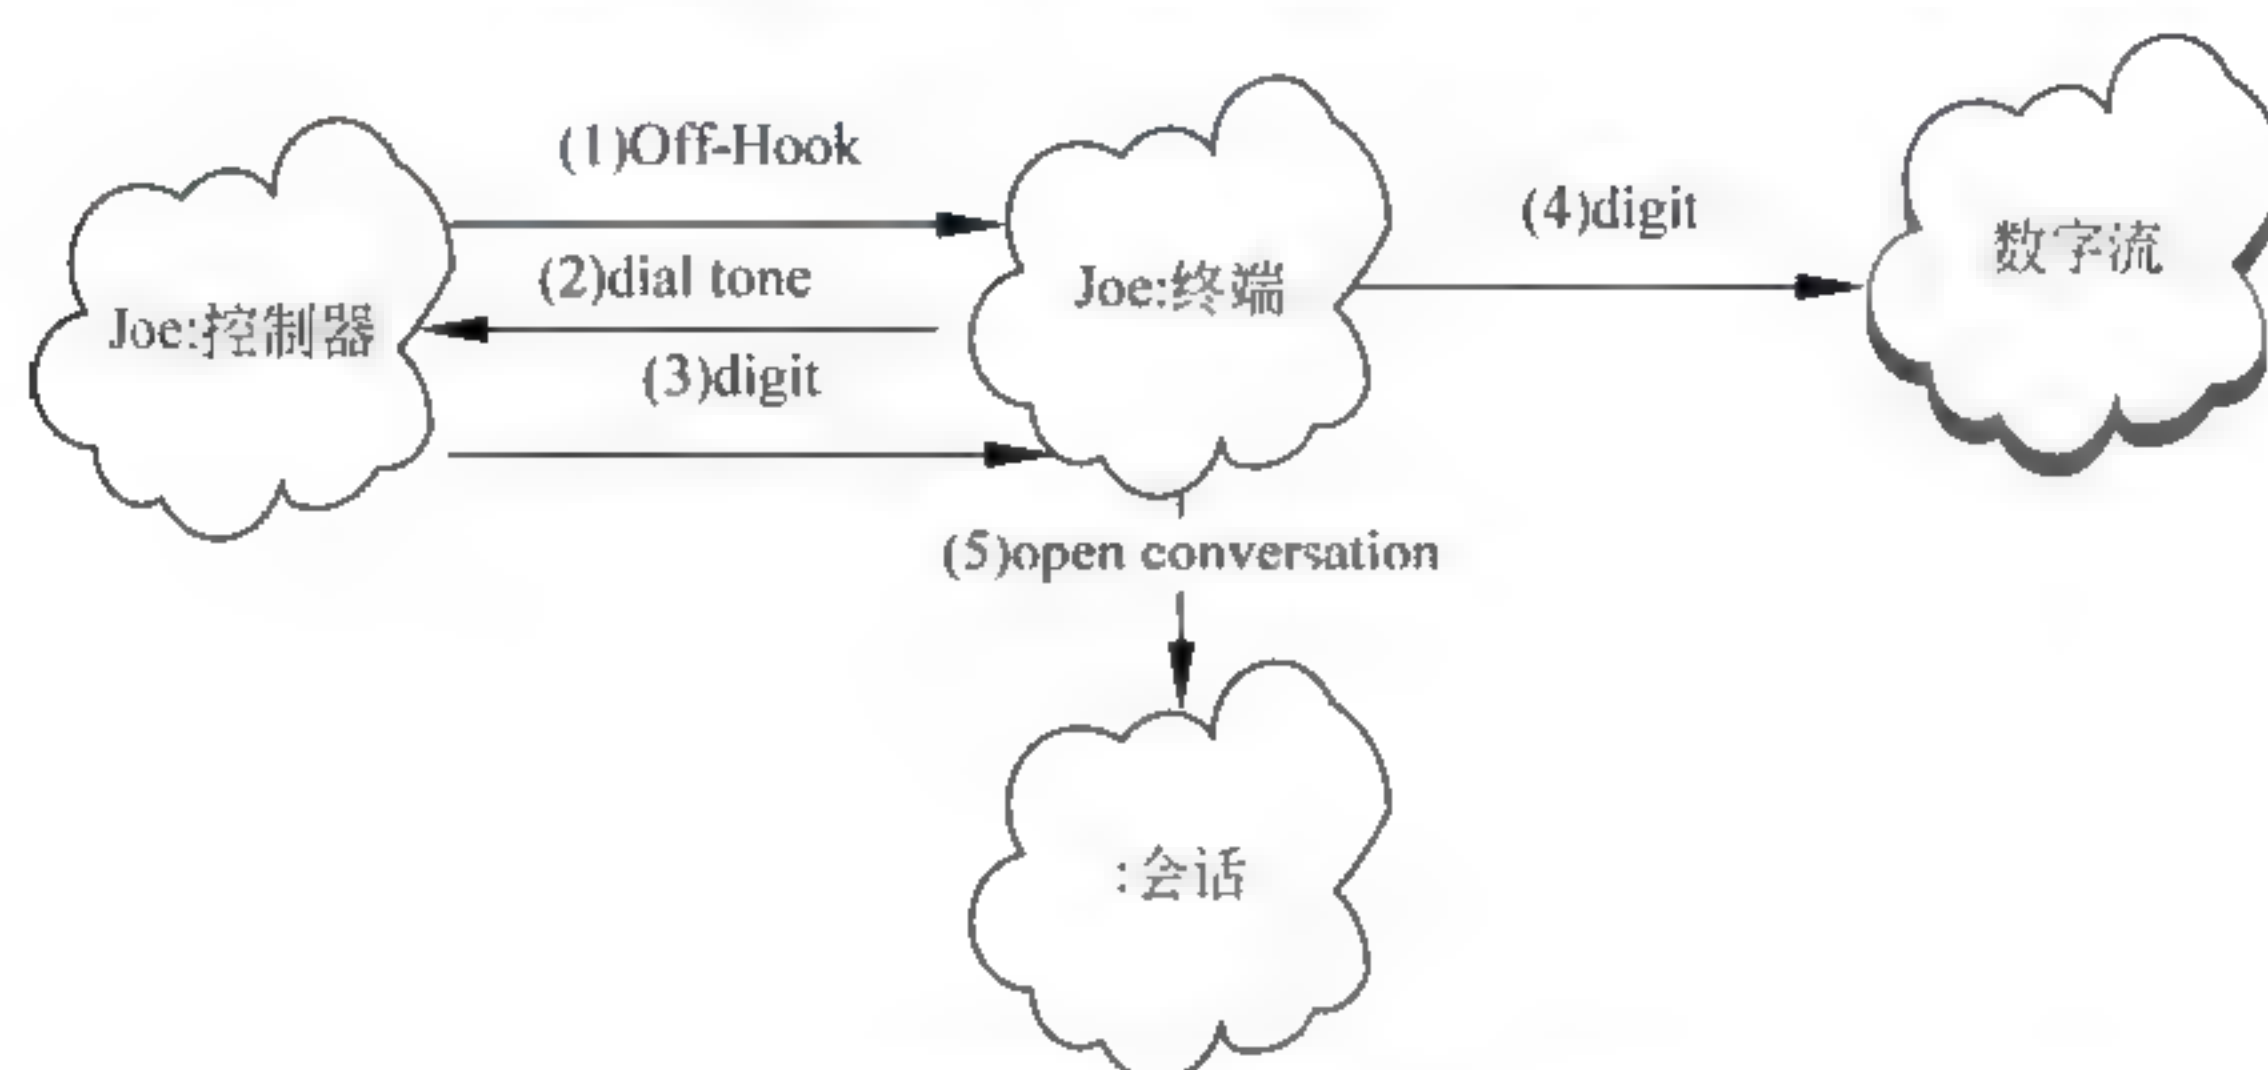 (1)Off-Hook
(2)dial tone
Joe:控制器
(3)digit
Joe:终端
(4)digit
数字流
(5)open conversation
:会话